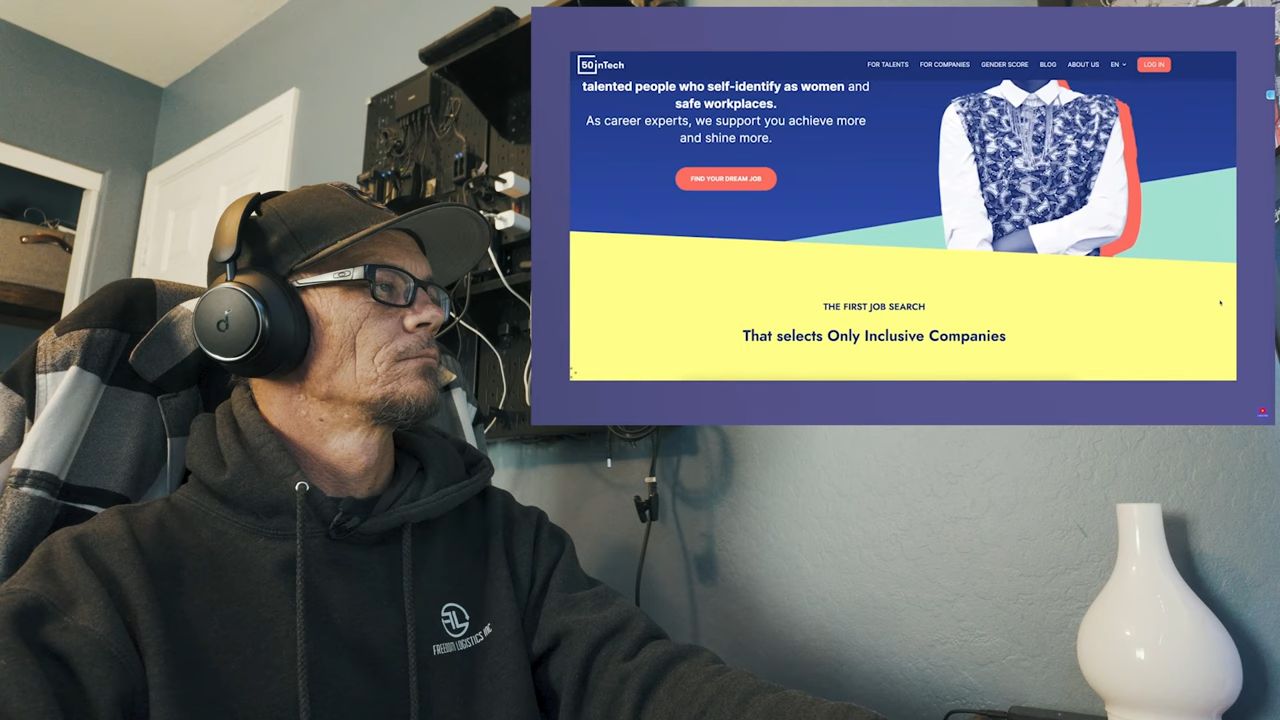 50inTech
FOR TALENTS FOR COMPANIES GENDER SCORE BLOG ABOUT US EN LOG IN
talented people who self-identify as women and
safe workplaces.
As career experts, we support you achieve more
and shine more.
FIND YOUR DREAM JOB
THE FIRST JOB SEARCH
That selects Only Inclusive Companies
FL
FREEDOM LOGISTICS INC